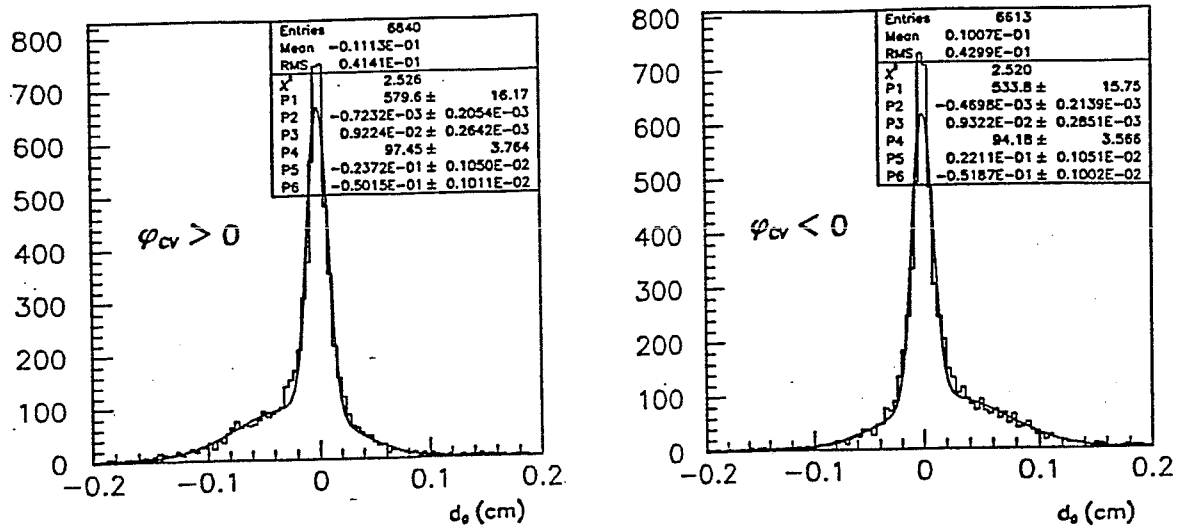 800
700
600
500
400
300
200
100
0
Entries 6840
Mean −0.1113E−01
RMS 0.4141E−01
χ² 2.526
P1 579.6 ± 16.17
P2 −0.7232E−03 ± 0.2054E−03
P3 0.9224E−02 ± 0.2642E−03
P4 97.45 ± 3.764
P5 −0.2372E−01 ± 0.1050E−02
P6 −0.5015E−01 ± 0.1011E−02
φCV > 0
−0.2 −0.1 0 0.1 0.2
d₀ (cm)
800
700
600
500
400
300
200
100
0
Entries 6613
Mean 0.1007E−01
RMS 0.4299E−01
χ² 2.520
P1 533.8 ± 15.75
P2 −0.4698E−03 ± 0.2139E−03
P3 0.9322E−02 ± 0.2851E−03
P4 94.18 ± 3.566
P5 0.2211E−01 ± 0.1051E−02
P6 −0.5187E−01 ± 0.1002E−02
φCV < 0
−0.2 −0.1 0 0.1 0.2
d₀ (cm)